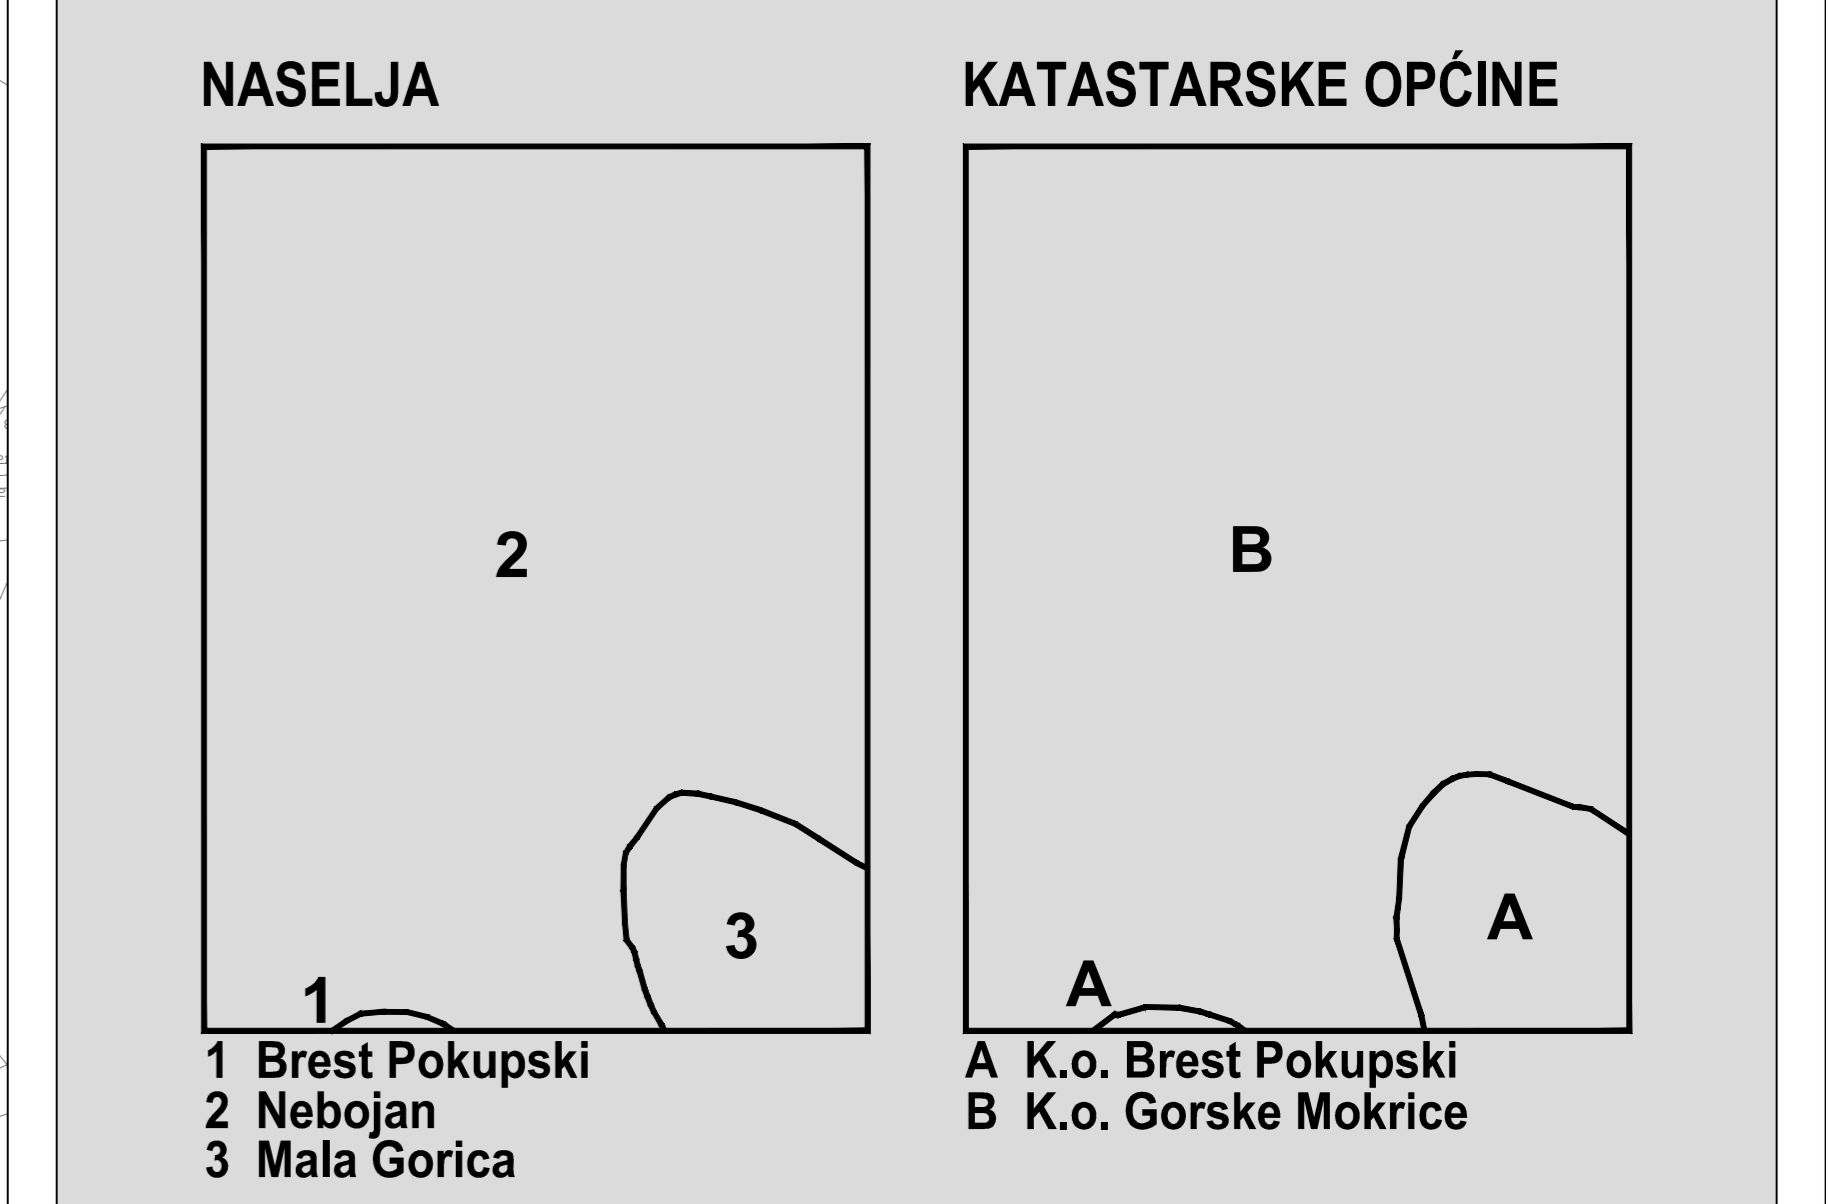 NASELJA
2
3
1
1 Brest Pokupski
2 Nebojan
3 Mala Gorica
KATASTARSKE OPĆINE
B
A
A
A K.o. Brest Pokupski
B K.o. Gorske Mokrice